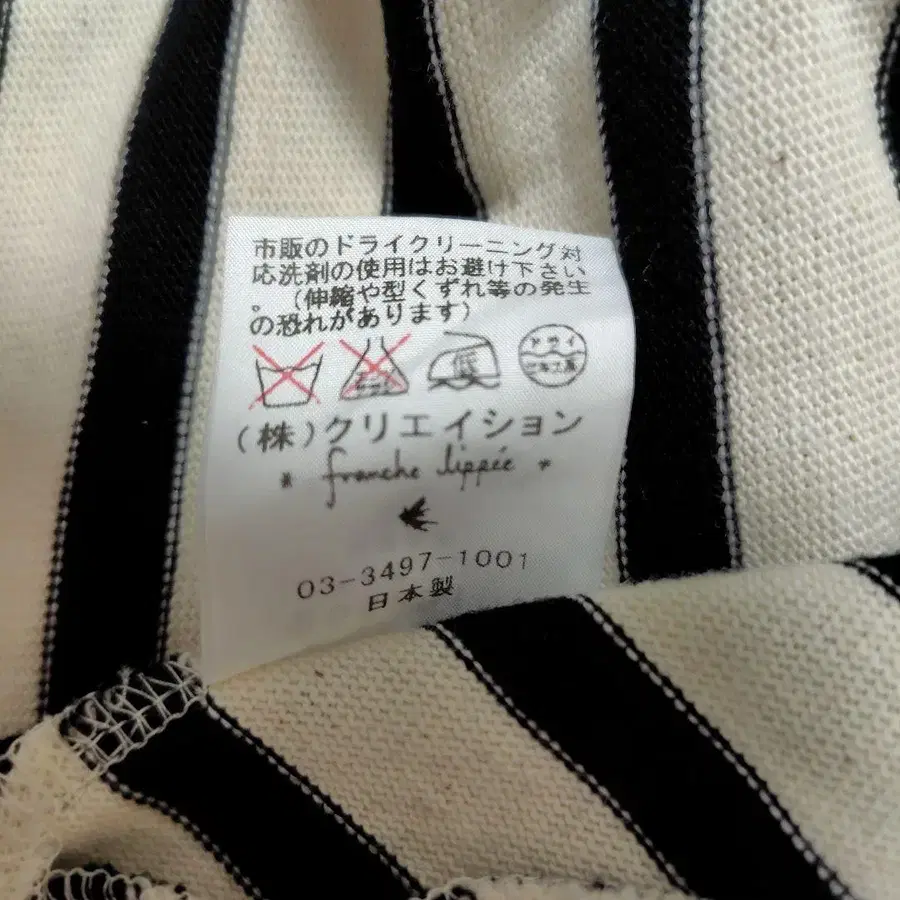 市販のドライクリーニング対
応洗剤の使用はお避け下さい
。(伸縮や型くずれ等の発生
の恐れがあります)
低 ドライ
(株)クリエイション
* franche lippée *
03-3497-1001
日本製